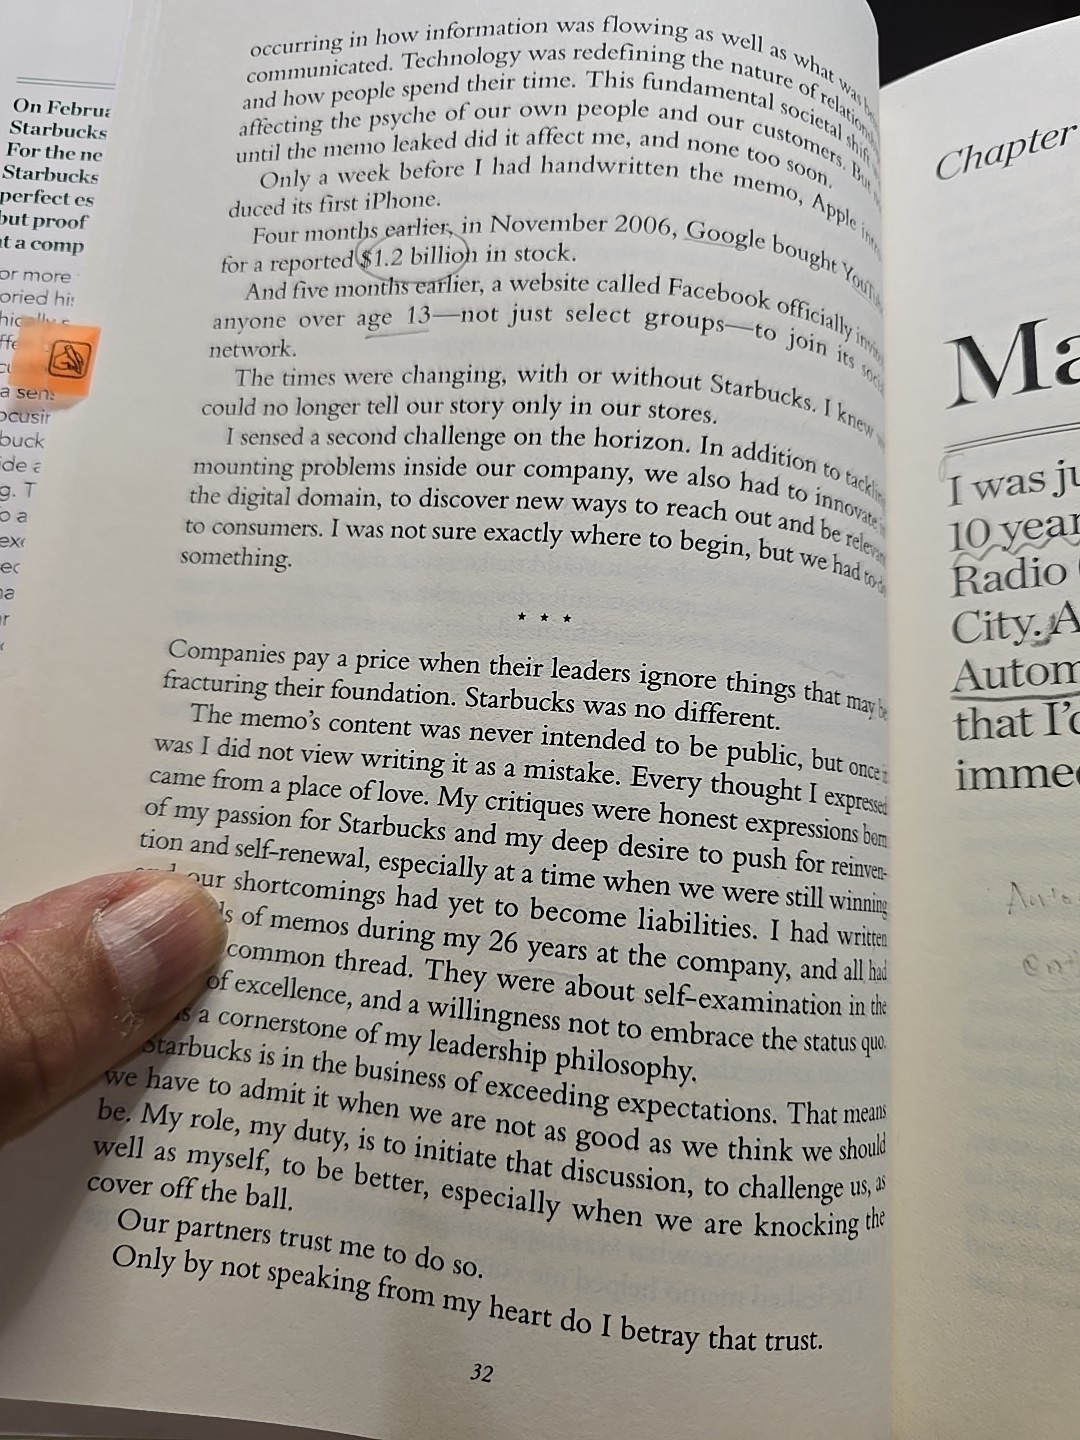 On Februa
Starbucks
For the ne
Starbucks
perfect es
but proof
t a comp
or more
oried his
a sens
ocusin
buck
ide a
g. T
o a
occurring in how information was flowing as well as what was
communicated. Technology was redefining the nature of relation
and how people spend their time. This fundamental societal shift
affecting the psyche of our own people and our customers. But
until the memo leaked did it affect me, and none too soon.
Only a week before I had handwritten the memo, Apple intro
duced its first iPhone.
Four months earlier, in November 2006, Google bought YouTu
for a reported $1.2 billion in stock.
And five months earlier, a website called Facebook officially invite
anyone over age 13—not just select groups—to join its socia
network.
The times were changing, with or without Starbucks. I knew
could no longer tell our story only in our stores.
I sensed a second challenge on the horizon. In addition to tackling
mounting problems inside our company, we also had to innovate in
the digital domain, to discover new ways to reach out and be relevant
to consumers. I was not sure exactly where to begin, but we had to do
something.
* * *
Companies pay a price when their leaders ignore things that may be
fracturing their foundation. Starbucks was no different.
The memo's content was never intended to be public, but once it
was I did not view writing it as a mistake. Every thought I expressed
came from a place of love. My critiques were honest expressions born
of my passion for Starbucks and my deep desire to push for reinven-
tion and self-renewal, especially at a time when we were still winning
our shortcomings had yet to become liabilities. I had written
of memos during my 26 years at the company, and all had
common thread. They were about self-examination in the
of excellence, and a willingness not to embrace the status quo.
a cornerstone of my leadership philosophy.
Starbucks is in the business of exceeding expectations. That means
we have to admit it when we are not as good as we think we should
be. My role, my duty, is to initiate that discussion, to challenge us, as
well as myself, to be better, especially when we are knocking the
cover off the ball.
Our partners trust me to do so.
Only by not speaking from my heart do I betray that trust.
32
Chapter
Ma
I was ju
10 year
Radio
City. A
Autom
that I'd
immed